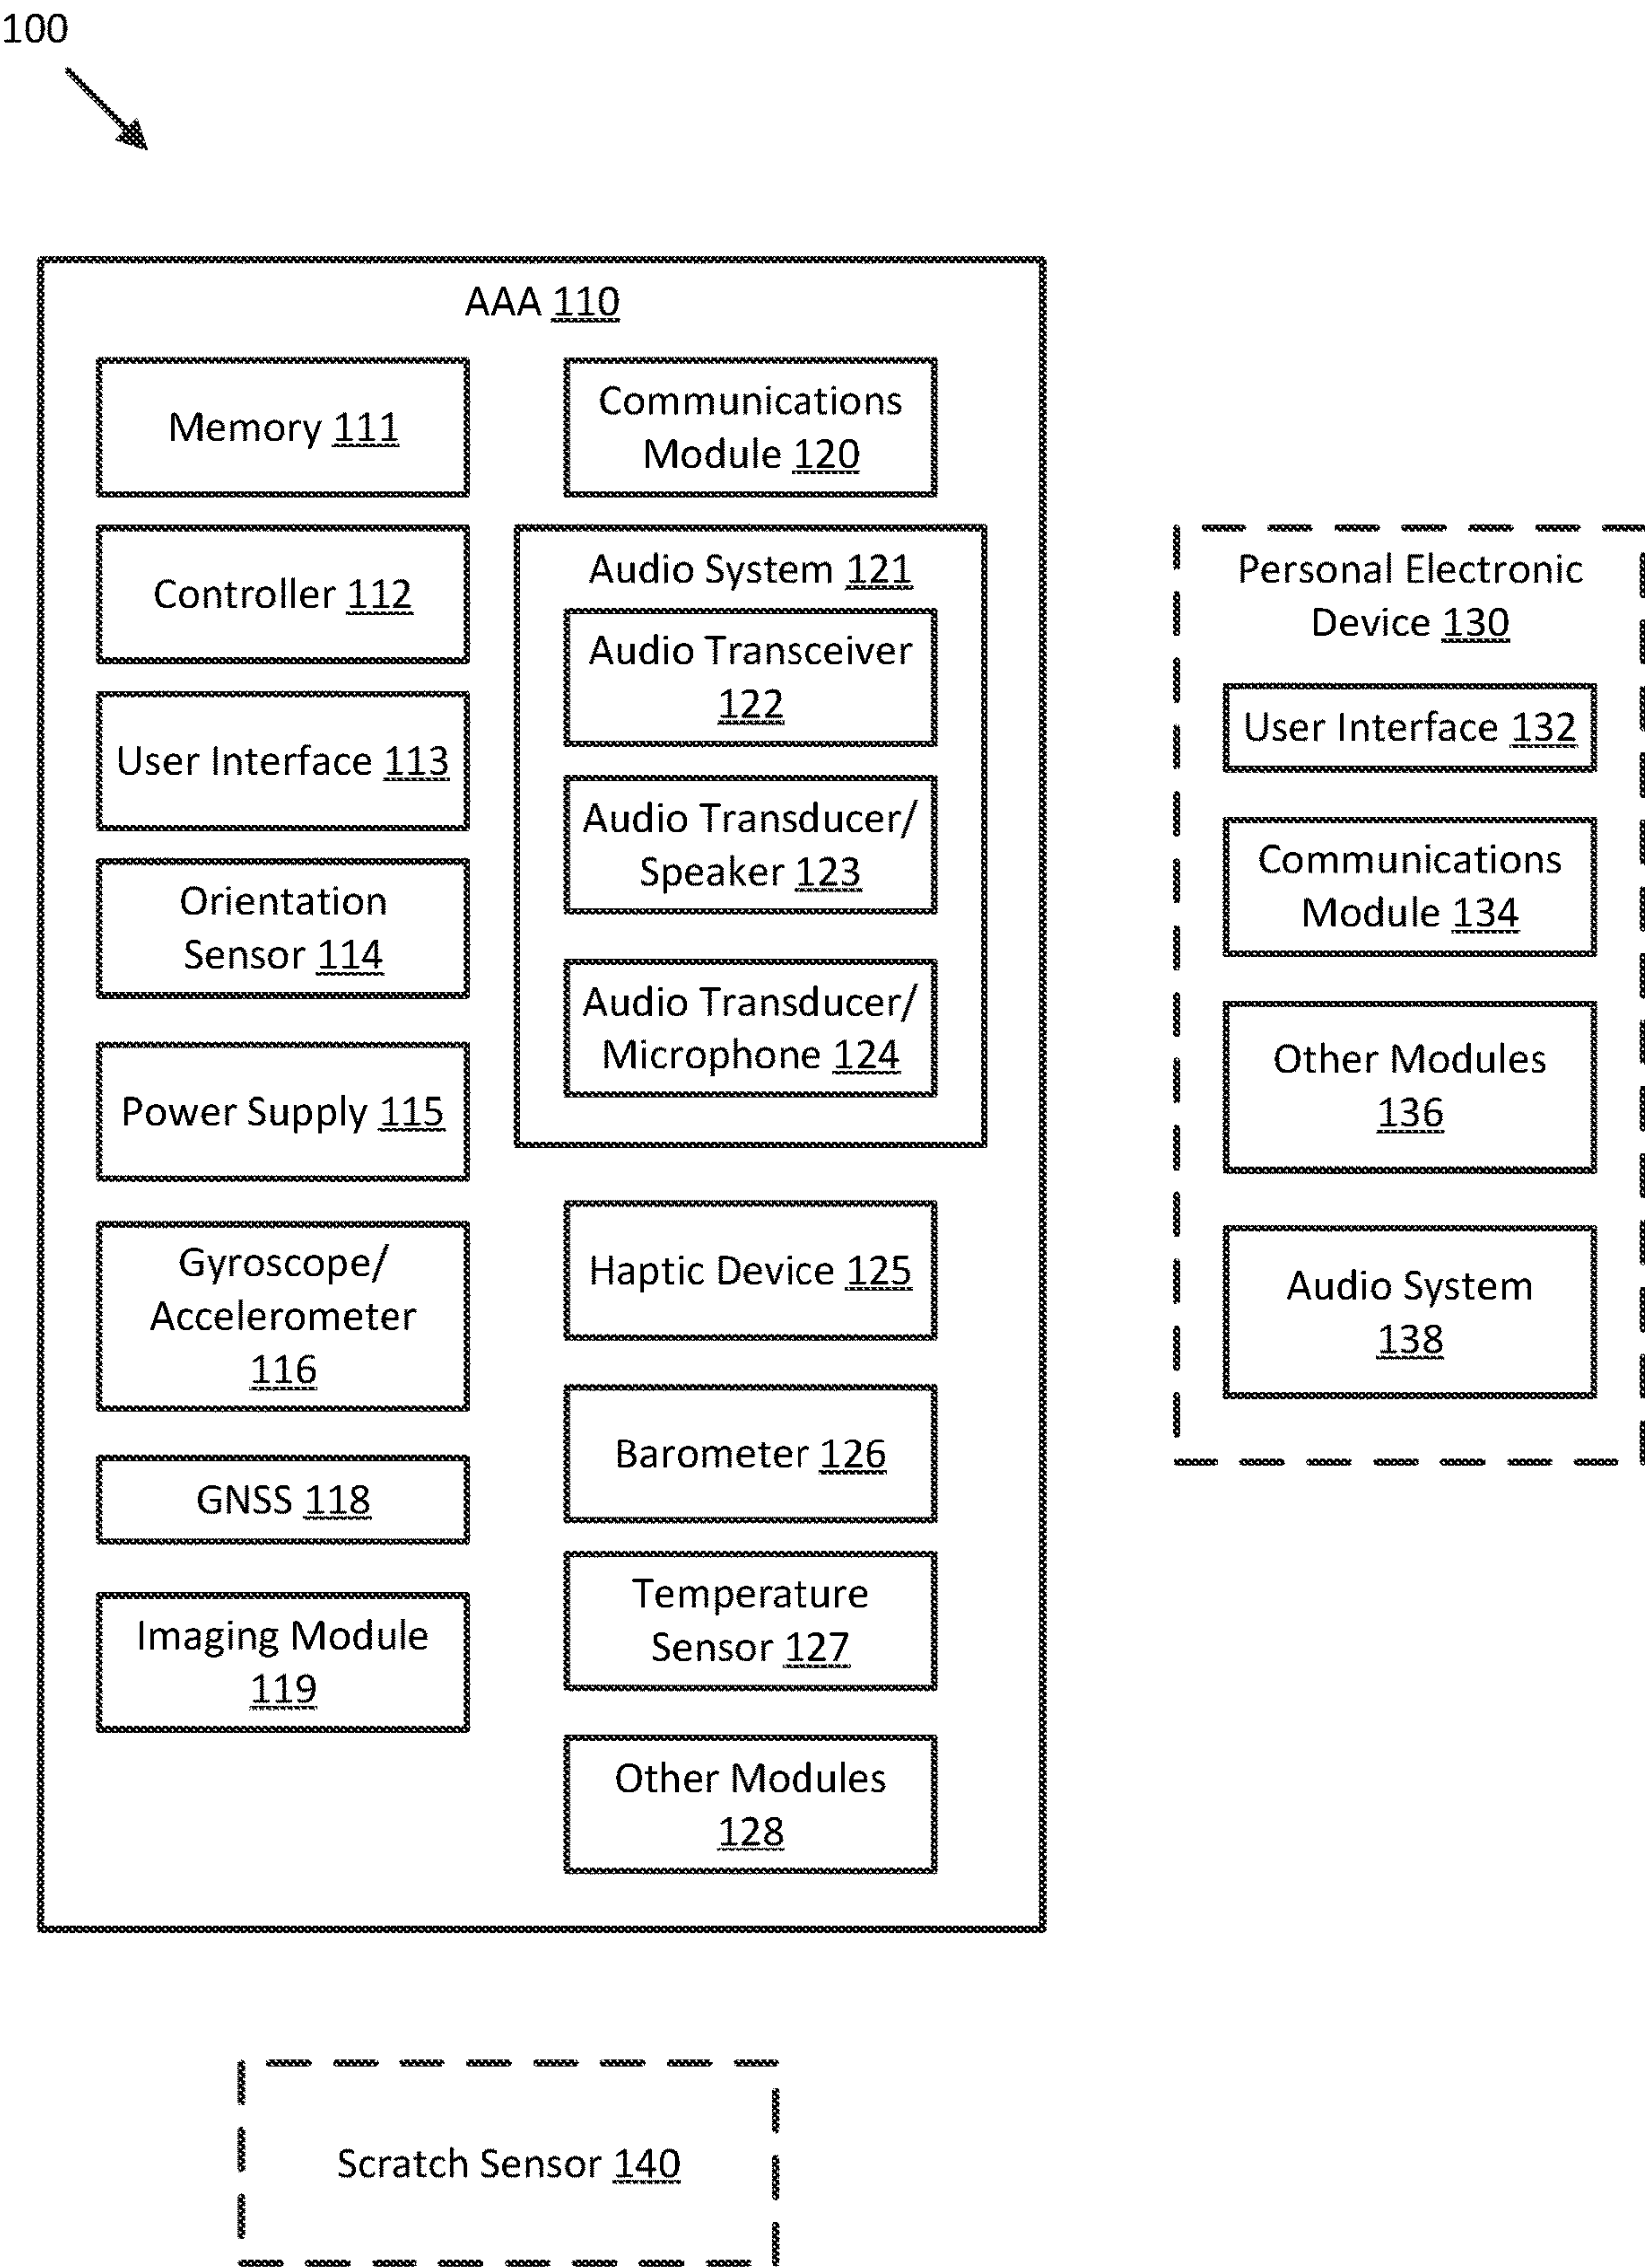 100
AAA 110
Memory 111
Controller 112
User Interface 113
Orientation
Sensor 114
Power Supply 115
Gyroscope/
Accelerometer
116
GNSS 118
Imaging Module
119
Communications
Module 120
Audio System 121
Audio Transceiver
122
Audio Transducer/
Speaker 123
Audio Transducer/
Microphone 124
Haptic Device 125
Barometer 126
Temperature
Sensor 127
Other Modules
128
Personal Electronic
Device 130
User Interface 132
Communications
Module 134
Other Modules
136
Audio System
138
Scratch Sensor 140